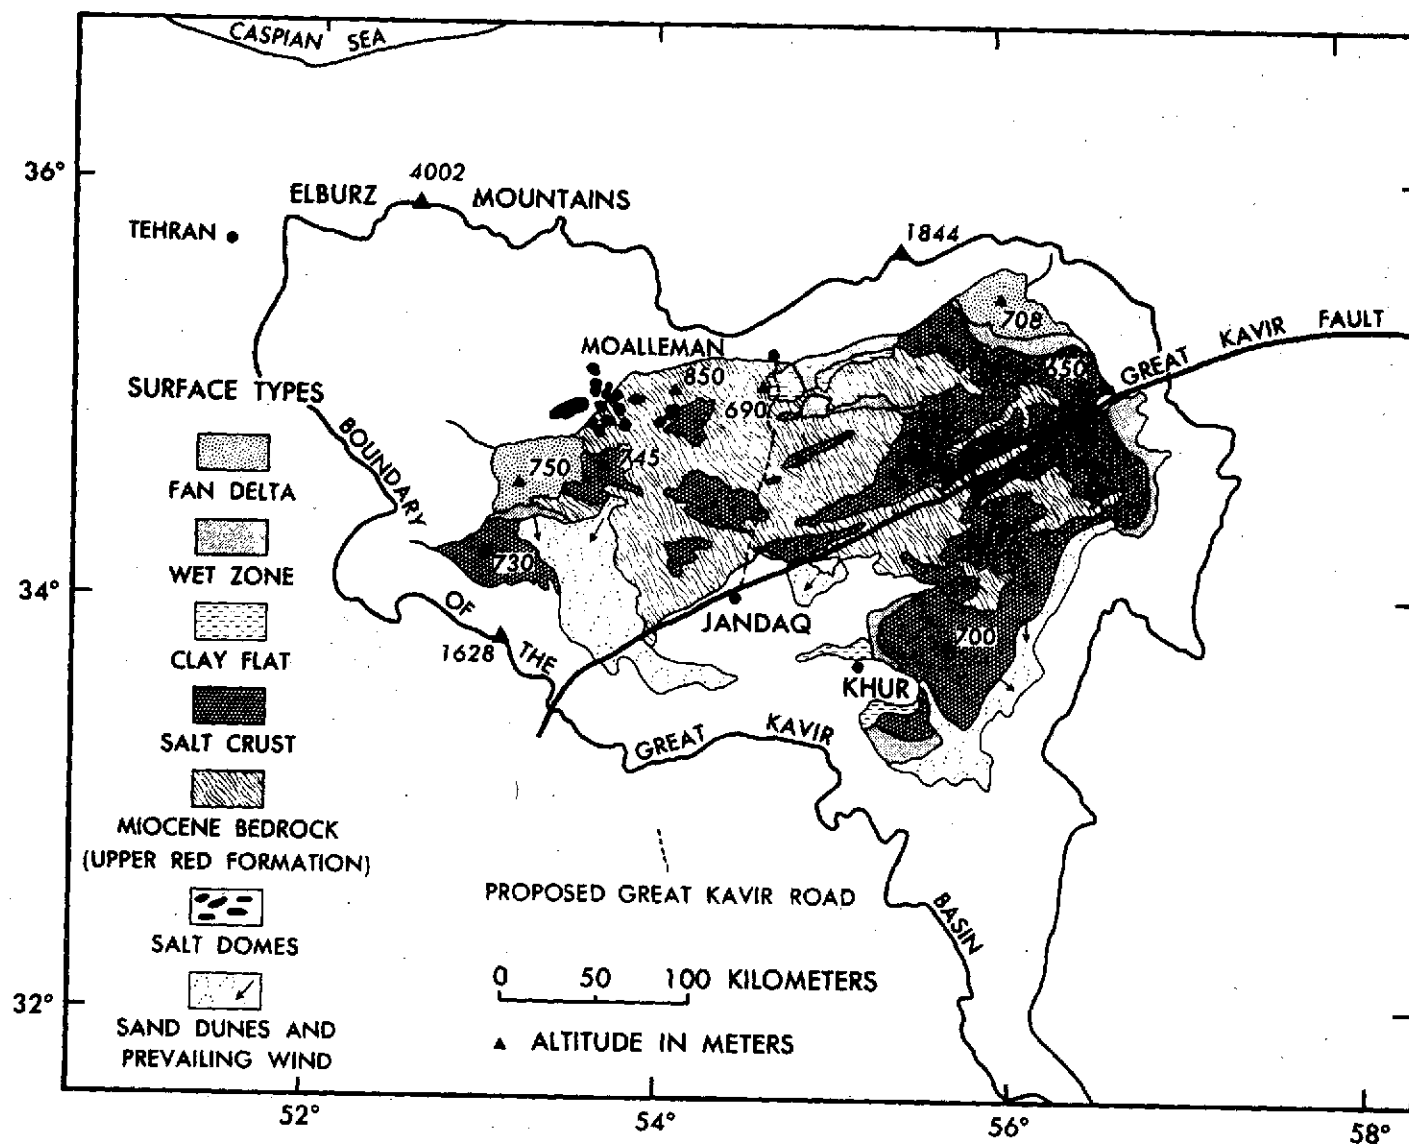 CASPIAN SEA
36°
4002
ELBURZ MOUNTAINS
TEHRAN
1844
708
MOALLEMAN
850
690
650
GREAT KAVIR FAULT
SURFACE TYPES
FAN DELTA
WET ZONE
CLAY FLAT
SALT CRUST
MIOCENE BEDROCK
(UPPER RED FORMATION)
SALT DOMES
SAND DUNES AND
PREVAILING WIND
BOUNDARY OF THE GREAT KAVIR BASIN
750
745
730
34°
JANDAQ
1628
700
KHUR
PROPOSED GREAT KAVIR ROAD
0 50 100 KILOMETERS
▲ ALTITUDE IN METERS
32°
52°
54°
56°
58°